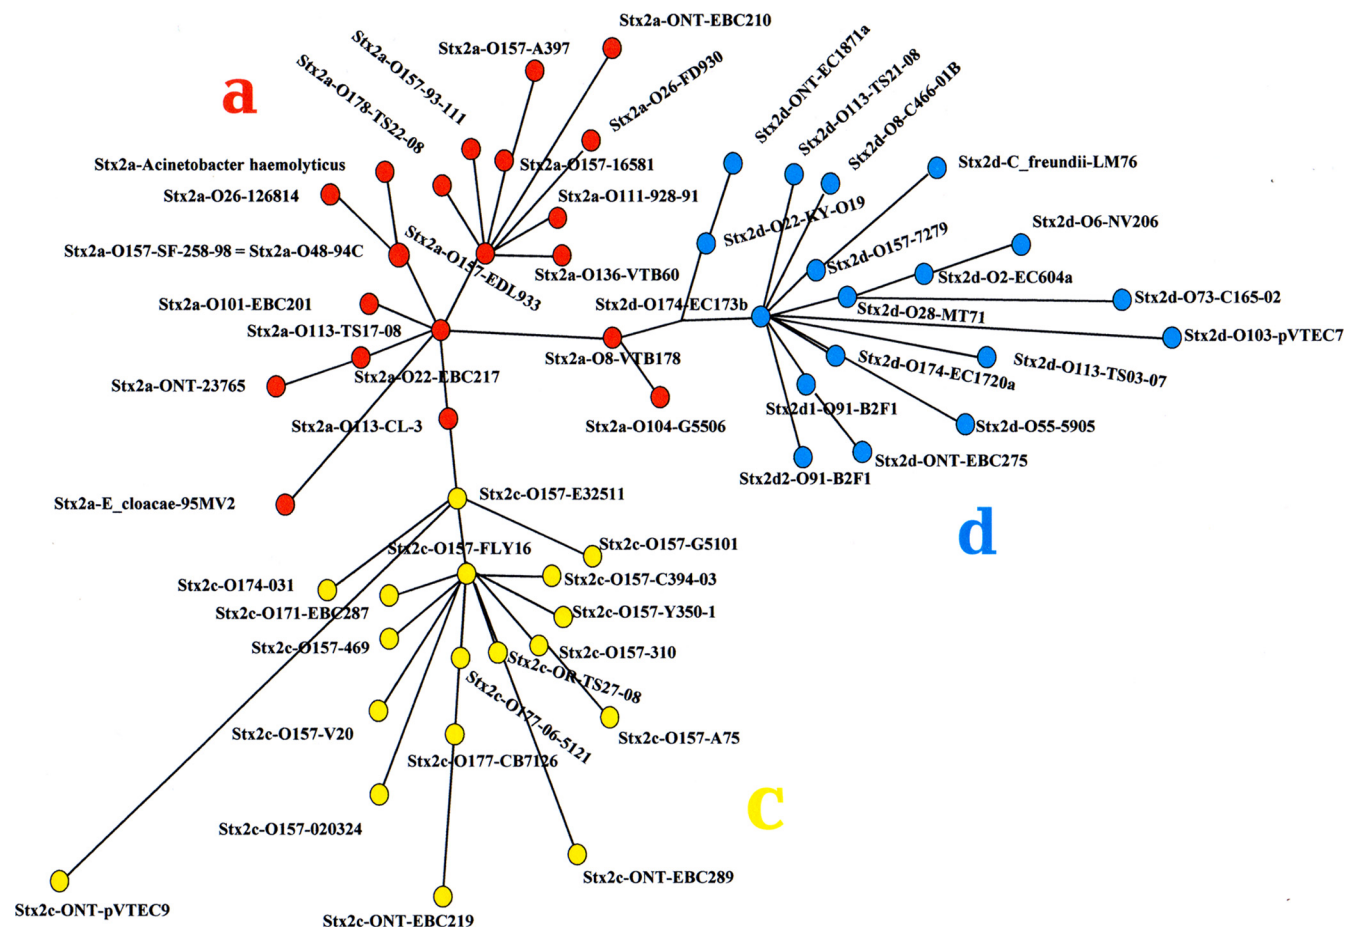 Stx2a-ONT-EBC210
Stx2a-O157-A397
Stx2a-O157-93-111
Stx2a-O178-TS22-08
Stx2a-O26-FD930
Stx2d-ONT-EC1871a
Stx2d-O113-TS21-08
Stx2d-O8-C466-01B
a
Stx2a-Acinetobacter haemolyticus
Stx2a-O157-16581
Stx2d-C_freundii-LM76
Stx2a-O26-126814
Stx2a-O111-928-91
Stx2d-O22-KY-O19
Stx2d-O6-NV206
Stx2a-O157-SF-258-98 = Stx2a-O48-94C
Stx2a-O157-EDL933
Stx2a-O136-VTB60
Stx2d-O157-7279
Stx2d-O2-EC604a
Stx2a-O101-EBC201
Stx2d-O174-EC173b
Stx2d-O73-C165-02
Stx2d-O28-MT71
Stx2a-O113-TS17-08
Stx2d-O103-pVTEC7
Stx2a-O8-VTB178
Stx2a-O22-EBC217
Stx2d-O174-EC1720a
Stx2d-O113-TS03-07
Stx2a-ONT-23765
Stx2d1-O91-B2F1
Stx2a-O113-CL-3
Stx2a-O104-G5506
Stx2d-O55-5905
Stx2d-ONT-EBC275
Stx2d2-O91-B2F1
Stx2a-E_cloacae-95MV2
Stx2c-O157-E32511
d
Stx2c-O157-FLY16
Stx2c-O157-G5101
Stx2c-O174-031
Stx2c-O157-C394-03
Stx2c-O171-EBC287
Stx2c-O157-Y350-1
Stx2c-O157-469
Stx2c-O157-310
Stx2c-OR-TS27-08
Stx2c-O177-06-5121
Stx2c-O157-V20
Stx2c-O157-A75
Stx2c-O177-CB7126
c
Stx2c-O157-020324
Stx2c-ONT-EBC289
Stx2c-ONT-pVTEC9
Stx2c-ONT-EBC219